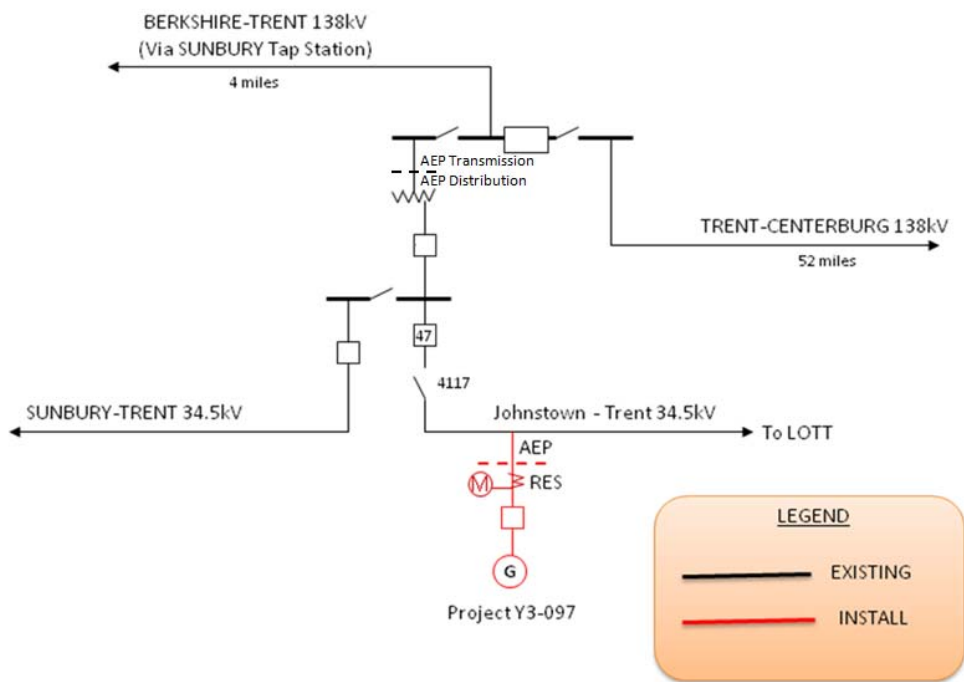 BERKSHIRE-TRENT 138kV
(Via SUNBURY Tap Station)
4 miles
AEP Transmission
AEP Distribution
TRENT-CENTERBURG 138kV
52 miles
47
4117
SUNBURY-TRENT 34.5kV
Johnstown - Trent 34.5kV
To LOTT
AEP
M
RES
G
Project Y3-097
LEGEND
EXISTING
INSTALL